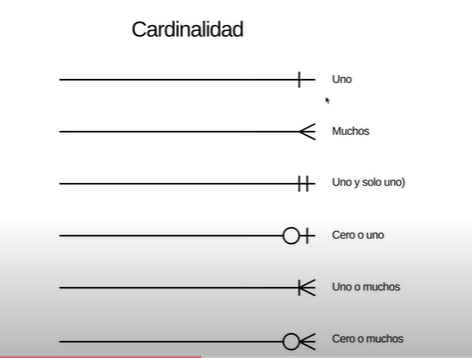 Cardinalidad
Uno
Muchos
Uno y solo uno)
Cero o uno
Uno o muchos
Cero o muchos